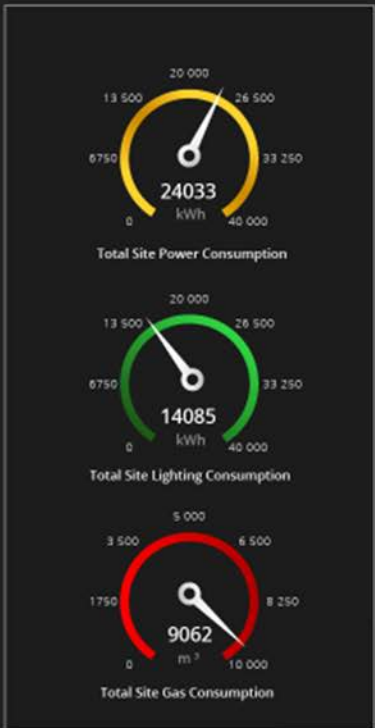 20 000
13 500 26 500
6750 33 250
24033
kWh
0 40 000
Total Site Power Consumption
20 000
13 500 26 500
6750 33 250
14085
kWh
0 40 000
Total Site Lighting Consumption
5 000
3 500 6 500
1750 8 250
9062
m ³
0 10 000
Total Site Gas Consumption